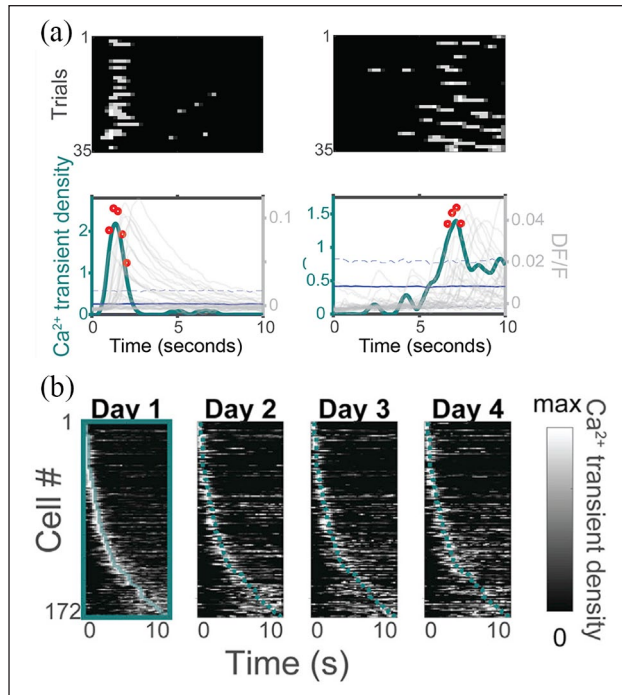 (a)
1
Trials
35
Ca²⁺ transient density
2
1
0
0 5 10
Time (seconds)
0.1
0
1.5
1.0
0.5
0
0 5 10
Time (seconds)
0.04
0.02
0
DF/F
(b)
Day 1 Day 2 Day 3 Day 4
1
Cell #
172
0 10 0 10 0 10 0 10
Time (s)
max
0
Ca²⁺ transient density